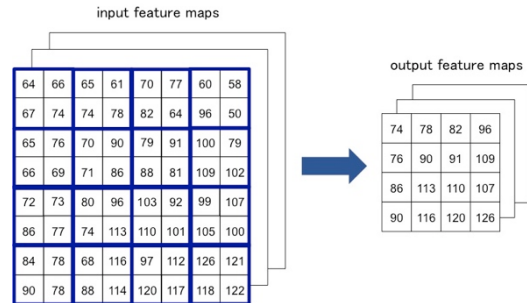 input feature maps
64 66 65 61 70 77 60 58
67 74 74 78 82 64 96 50
65 76 70 90 79 91 100 79
66 69 71 86 88 81 109 102
72 73 80 96 103 92 99 107
86 77 74 113 110 101 105 100
84 78 68 116 97 112 126 121
90 78 88 114 120 117 118 122
output feature maps
74 78 82 96
76 90 91 109
86 113 110 107
90 116 120 126